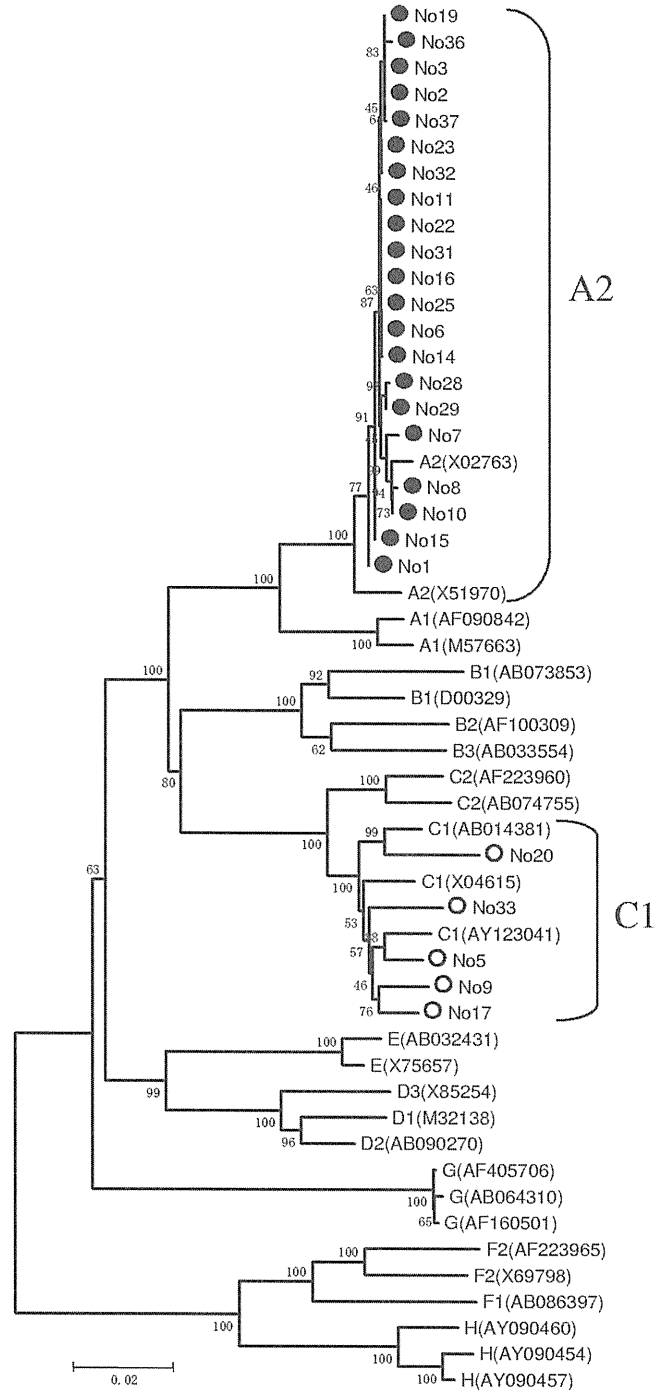 No19
No36
83
No3
No2
45
6
No37
No23
No32
46
No11
No22
No31
No16
A2
63
87
No25
No6
No14
No28
No29
91
No7
A2(X02763)
77
No8
73
No10
No15
100
No1
100
A2(X51970)
A1(AF090842)
100
A1(M57663)
100
92
B1(AB073853)
100
B1(D00329)
B2(AF100309)
62
B3(AB033554)
80
100
C2(AF223960)
C2(AB074755)
100
99
C1(AB014381)
No20
100
C1(X04615)
63
53
No33
C1
57
C1(AY123041)
No5
46
No9
76
No17
100
E(AB032431)
E(X75657)
99
D3(X85254)
100
D1(M32138)
96
D2(AB090270)
G(AF405706)
100
G(AB064310)
65
G(AF160501)
100
F2(AF223965)
100
F2(X69798)
F1(AB086397)
100
H(AY090460)
100
H(AY090454)
100
H(AY090457)
0.02